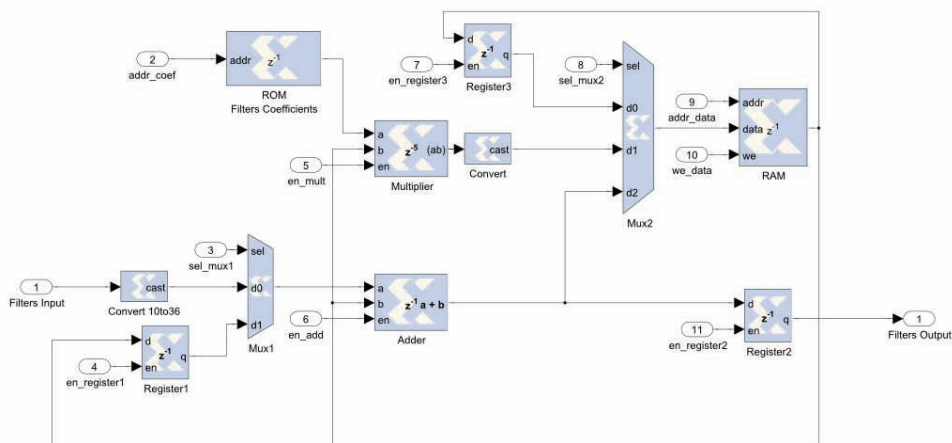 2
addr_coef
addr
z⁻¹
ROM
Filters Coefficients
7
en_register3
d
en
z⁻¹
q
Register3
8
sel_mux2
sel
d0
d1
d2
Mux2
9
addr_data
10
we_data
addr
data
we
z⁻¹
RAM
5
en_mult
a
b
en
z⁻⁵
(ab)
Multiplier
cast
Convert
3
sel_mux1
sel
d0
d1
Mux1
1
Filters Input
cast
Convert 10to36
4
en_register1
d
en
z⁻¹
q
Register1
6
en_add
a
b
en
z⁻¹ a + b
Adder
11
en_register2
d
en
z⁻¹
q
Register2
1
Filters Output